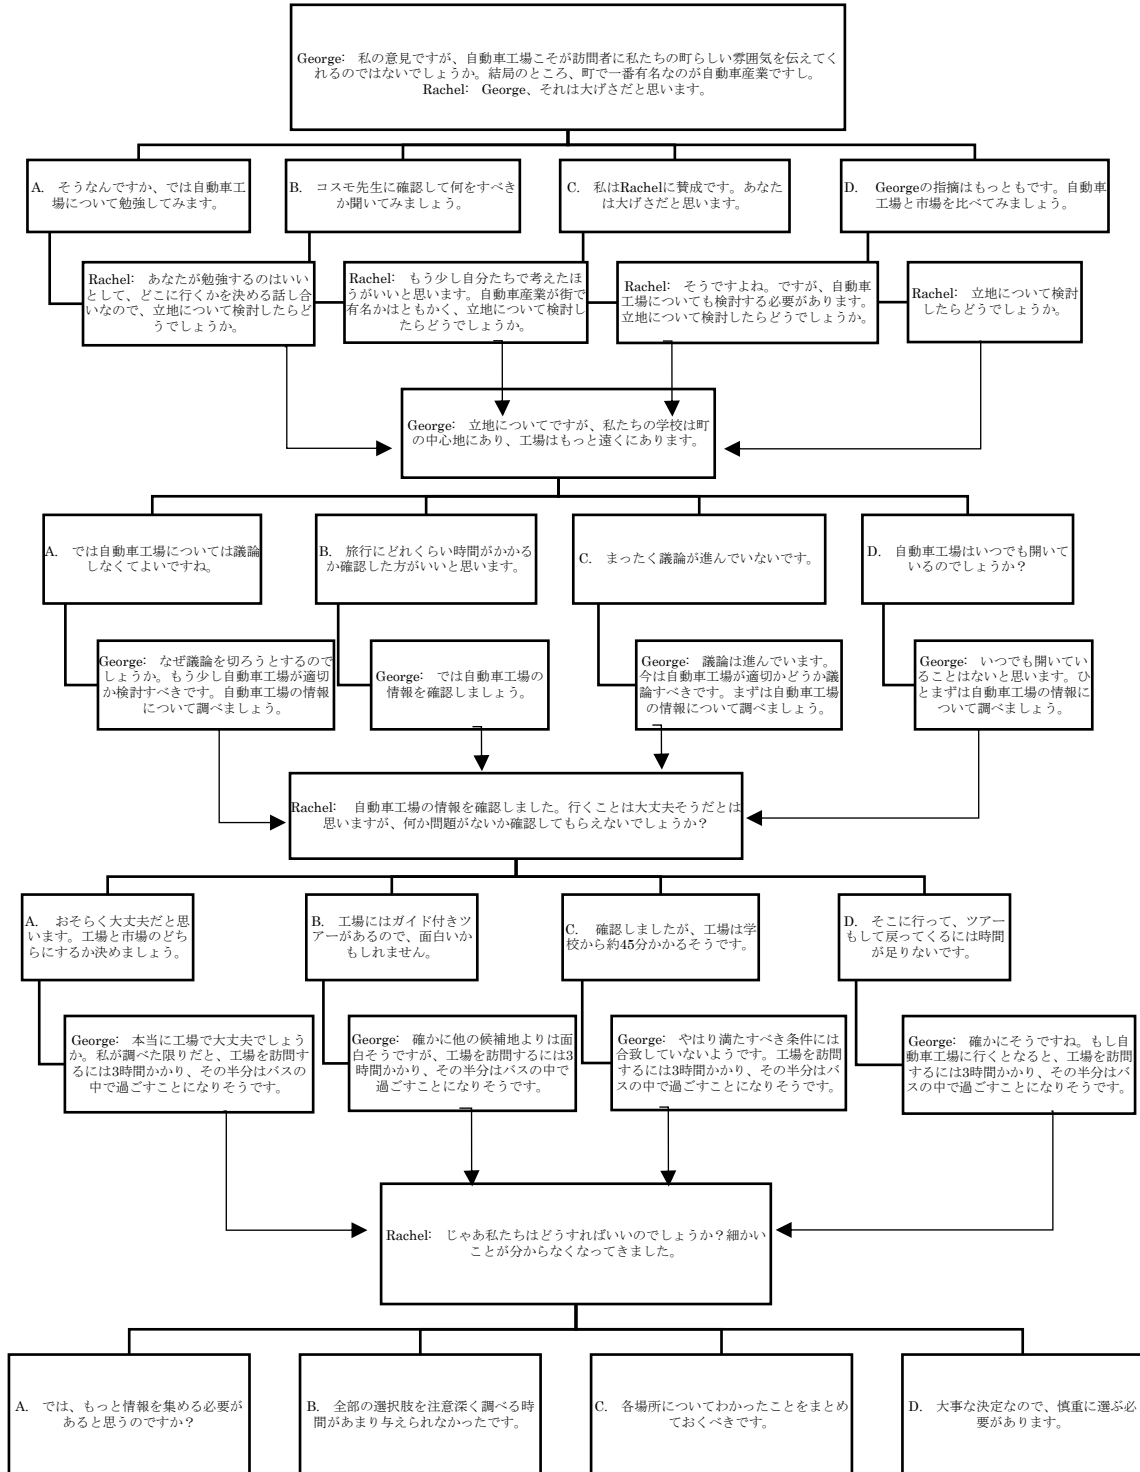 George:　私の意見ですが、自動車工場こそが訪問者に私たちの町らしい雰囲気を伝えてく
れるのではないでしょうか。結局のところ、町で一番有名なのが自動車産業ですし。
Rachel:　George、それは大げさだと思います。
A.　そうなんですか、では自動車工
場について勉強してみます。
B.　コスモ先生に確認して何をすべき
か聞いてみましょう。
C.　私はRachelに賛成です。あなた
は大げさだと思います。
D.　Georgeの指摘はもっともです。自動車
工場と市場を比べてみましょう。
Rachel:　あなたが勉強するのはいい
として、どこに行くかを決める話し合
いなので、立地について検討したらど
うでしょうか。
Rachel:　もう少し自分たちで考えたほ
うがいいと思います。自動車産業が街で
有名かはともかく、立地について検討し
たらどうでしょうか。
Rachel:　そうですよね。ですが、自動車
工場についても検討する必要があります。
立地について検討したらどうでしょうか。
Rachel:　立地について検討
したらどうでしょうか。
George:　立地についてですが、私たちの学校は町
の中心地にあり、工場はもっと遠くにあります。
A.　では自動車工場については議論
しなくてよいですね。
B.　旅行にどれくらい時間がかかる
か確認した方がいいと思います。
C.　まったく議論が進んでいないです。
D.　自動車工場はいつでも開いて
いるのでしょうか？
George:　なぜ議論を切ろうとするので
しょうか。もう少し自動車工場が適切
か検討すべきです。自動車工場の情報
について調べましょう。
George:　では自動車工場の
情報を確認しましょう。
George:　議論は進んでいます。
今は自動車工場が適切かどうか議
論すべきです。まずは自動車工場
の情報について調べましょう。
George:　いつでも開いてい
ることはないと思います。ひ
とまずは自動車工場の情報に
ついて調べましょう。
Rachel:　自動車工場の情報を確認しました。行くことは大丈夫そうだとは
思いますが、何か問題がないか確認してもらえないでしょうか？
A.　おそらく大丈夫だと思
います。工場と市場のどち
らにするか決めましょう。
B.　工場にはガイド付きツ
アーがあるので、面白いか
もしれません。
C.　確認しましたが、工場は学
校から約45分かかるそうです。
D.　そこに行って、ツアー
もして戻ってくるには時間
が足りないです。
George:　本当に工場で大丈夫でしょう
か。私が調べた限りだと、工場を訪問す
るには3時間かかり、その半分はバスの
中で過ごすことになりそうです。
George:　確かに他の候補地よりは面
白そうですが、工場を訪問するには3
時間かかり、その半分はバスの中で
過ごすことになりそうです。
George:　やはり満たすべき条件には
合致していないようです。工場を訪問
するには3時間かかり、その半分はバ
スの中で過ごすことになりそうです。
George:　確かにそうですね。もし自
動車工場に行くとなると、工場を訪問
するには3時間かかり、その半分はバ
スの中で過ごすことになりそうです。
Rachel:　じゃあ私たちはどうすればいいのでしょうか？細かい
ことが分からなくなってきました。
A.　では、もっと情報を集める必要が
あると思うのですか？
B.　全部の選択肢を注意深く調べる時
間があまり与えられなかったです。
C.　各場所についてわかったことをまとめ
ておくべきです。
D.　大事な決定なので、慎重に選ぶ必
要があります。